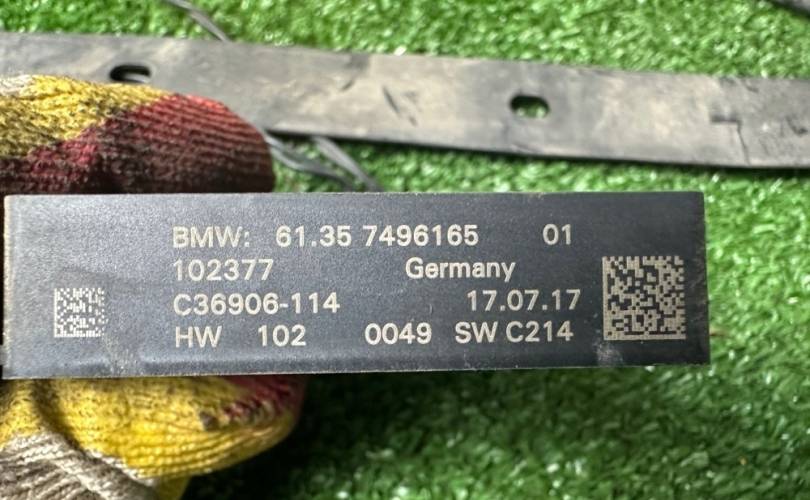 BMW: 61.35 7496165 01
102377 Germany
C36906-114 17.07.17
HW 102 0049 SW C214